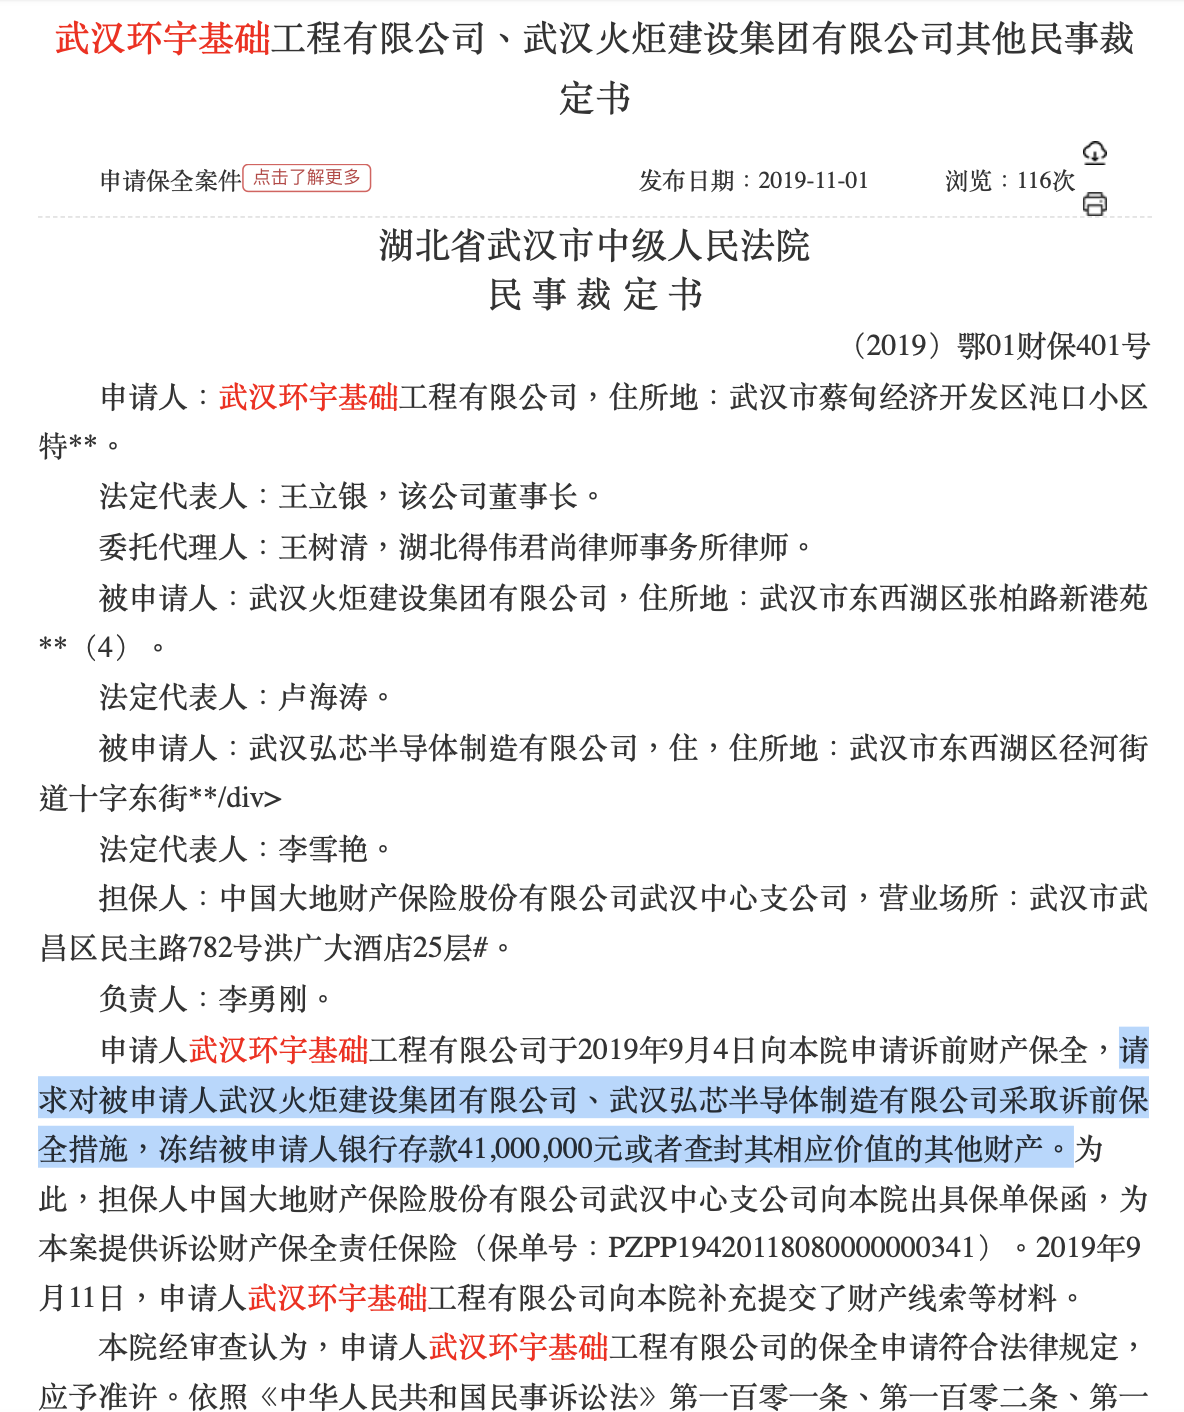 武汉环宇基础工程有限公司、武汉火炬建设集团有限公司其他民事裁
定书
申请保全案件 点击了解更多 发布日期：2019-11-01 浏览：116次
湖北省武汉市中级人民法院
民 事 裁 定 书
（2019）鄂01财保401号
申请人：武汉环宇基础工程有限公司，住所地：武汉市蔡甸经济开发区沌口小区
特**。
法定代表人：王立银，该公司董事长。
委托代理人：王树清，湖北得伟君尚律师事务所律师。
被申请人：武汉火炬建设集团有限公司，住所地：武汉市东西湖区张柏路新港苑
**（4）。
法定代表人：卢海涛。
被申请人：武汉弘芯半导体制造有限公司，住，住所地：武汉市东西湖区径河街
道十字东街**/div>
法定代表人：李雪艳。
担保人：中国大地财产保险股份有限公司武汉中心支公司，营业场所：武汉市武
昌区民主路782号洪广大酒店25层#。
负责人：李勇刚。
申请人武汉环宇基础工程有限公司于2019年9月4日向本院申请诉前财产保全，请
求对被申请人武汉火炬建设集团有限公司、武汉弘芯半导体制造有限公司采取诉前保
全措施，冻结被申请人银行存款41,000,000元或者查封其相应价值的其他财产。为
此，担保人中国大地财产保险股份有限公司武汉中心支公司向本院出具保单保函，为
本案提供诉讼财产保全责任保险（保单号：PZPP19420118080000000341）。2019年9
月11日，申请人武汉环宇基础工程有限公司向本院补充提交了财产线索等材料。
本院经审查认为，申请人武汉环宇基础工程有限公司的保全申请符合法律规定，
应予准许。依照《中华人民共和国民事诉讼法》第一百零一条、第一百零二条、第一